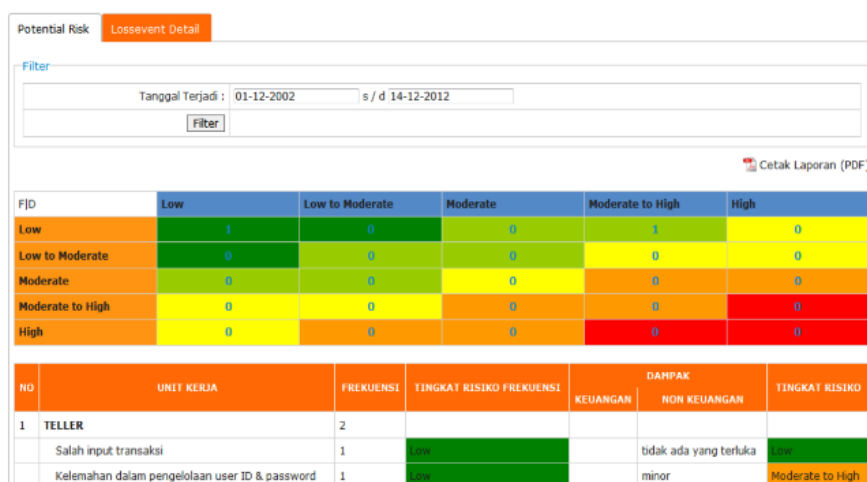 Potential Risk Lossevent Detail
Filter
Tanggal Terjadi : 01-12-2002 s / d 14-12-2012
Filter
Cetak Laporan (PDF)
F|D Low Low to Moderate Moderate Moderate to High High
Low 1 0 0 1 0
Low to Moderate 0 0 0 0 0
Moderate 0 0 0 0 0
Moderate to High 0 0 0 0 0
High 0 0 0 0 0
NO UNIT KERJA FREKUENSI TINGKAT RISIKO FREKUENSI DAMPAK TINGKAT RISIKO
KEUANGAN NON KEUANGAN
1 TELLER 2
Salah input transaksi 1 Low tidak ada yang terluka Low
Kelemahan dalam pengelolaan user ID & password 1 Low minor Moderate to High